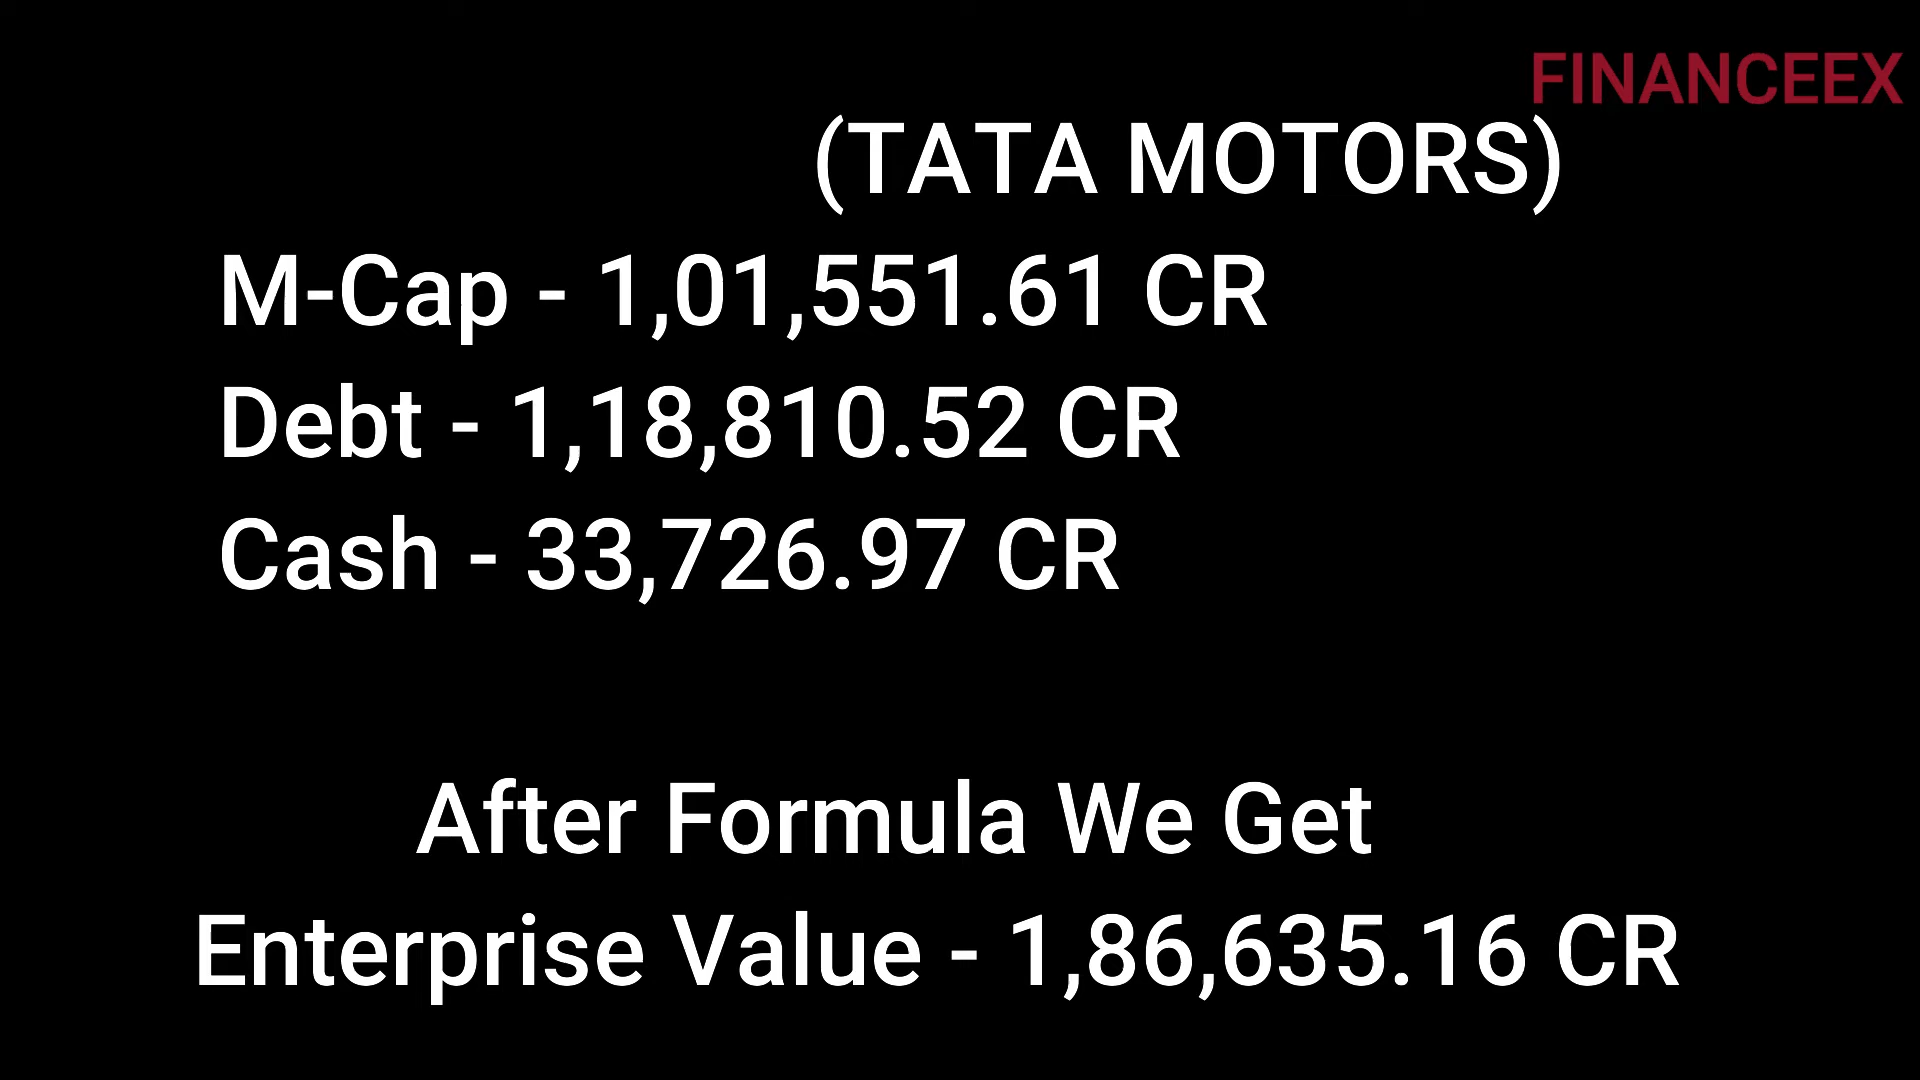 FINANCEEX
(TATA MOTORS)
M-Cap - 1,01,551.61 CR
Debt - 1,18,810.52 CR
Cash - 33,726.97 CR
After Formula We Get
Enterprise Value - 1,86,635.16 CR